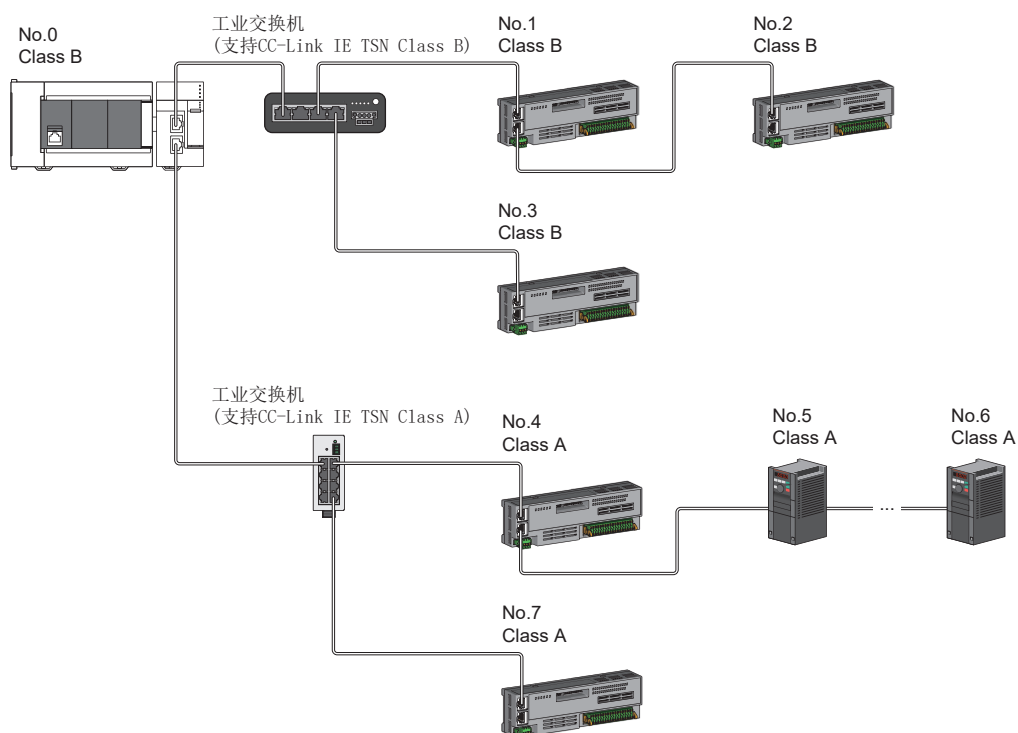 No.0
Class B
工业交换机
(支持CC-Link IE TSN Class B)
No.1
Class B
No.2
Class B
No.3
Class B
工业交换机
(支持CC-Link IE TSN Class A)
No.4
Class A
No.5
Class A
No.6
Class A
...
No.7
Class A